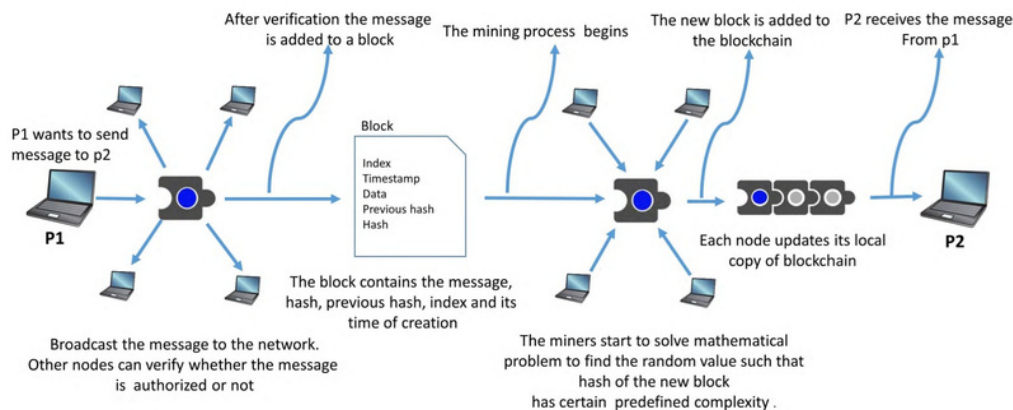 After verification the message
is added to a block
The mining process  begins
The new block is added to
the blockchain
P2 receives the message
From p1
P1 wants to send
message to p2
P1
Block
Index
Timestamp
Data
Previous hash
Hash
P2
Each node updates its local
copy of blockchain
The block contains the message,
hash, previous hash, index and its
time of creation
Broadcast the message to the network.
Other nodes can verify whether the message
is  authorized or not
The miners start to solve mathematical
problem to find the random value such that
hash of the new block
has certain  predefined complexity .